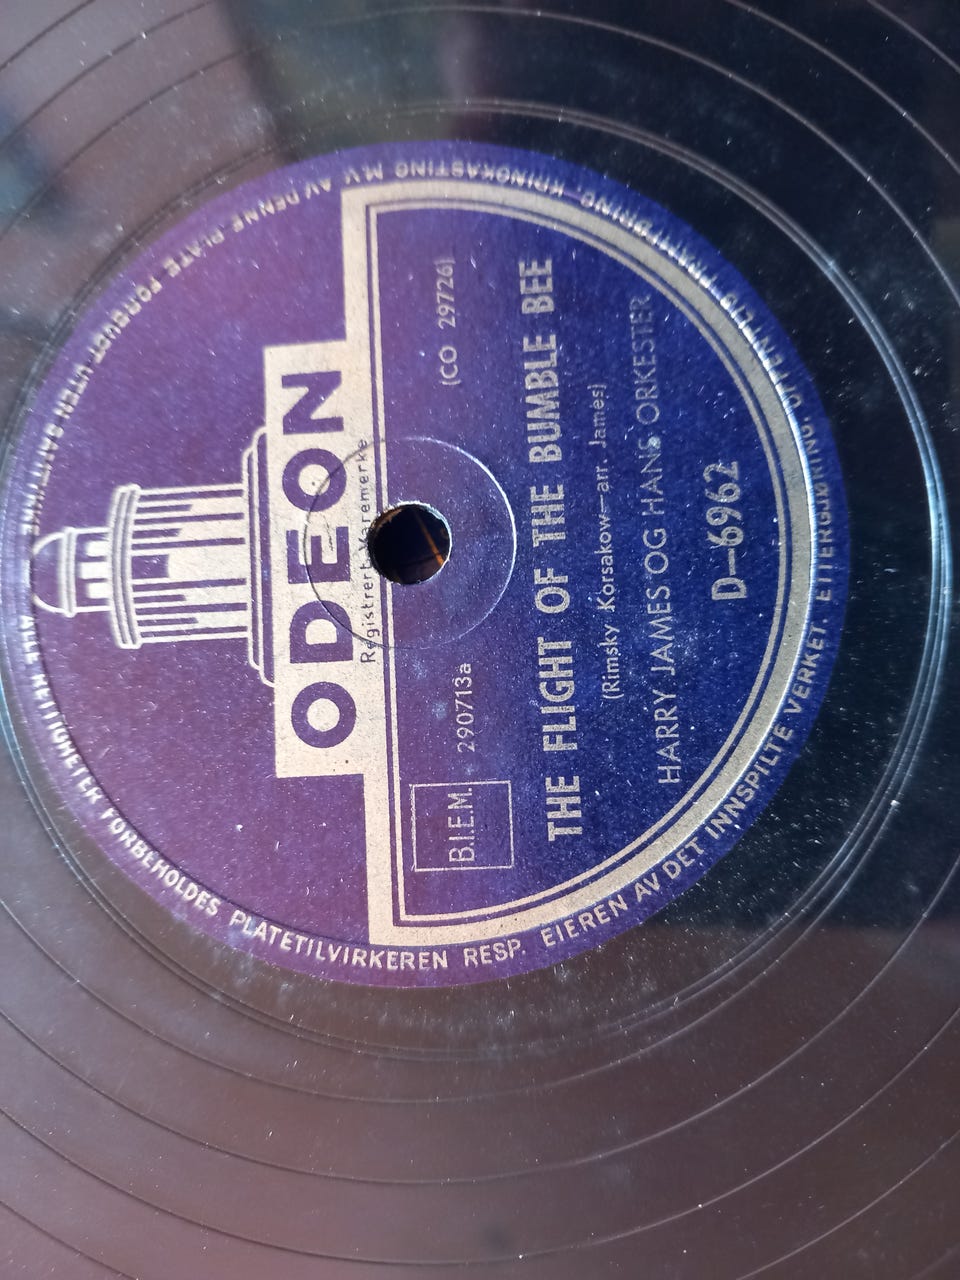 ODEON
Registrert Varemerke
B.I.E.M. 290713a (CO 29726)
THE FLIGHT OF THE BUMBLE BEE
(Rimsky Korsakow—arr. James)
HARRY JAMES OG HANS ORKESTER
D—6962
ALLE RETTIGHETER FORBEHOLDES PLATETILVIRKEREN RESP. EIEREN AV DET INNSPILTE VERKET. ETTERGJØRING, OFFENTLIG FRAMFØRING, KRINGKASTING M.V. AV DENNE PLATE FORBUDT UTEN